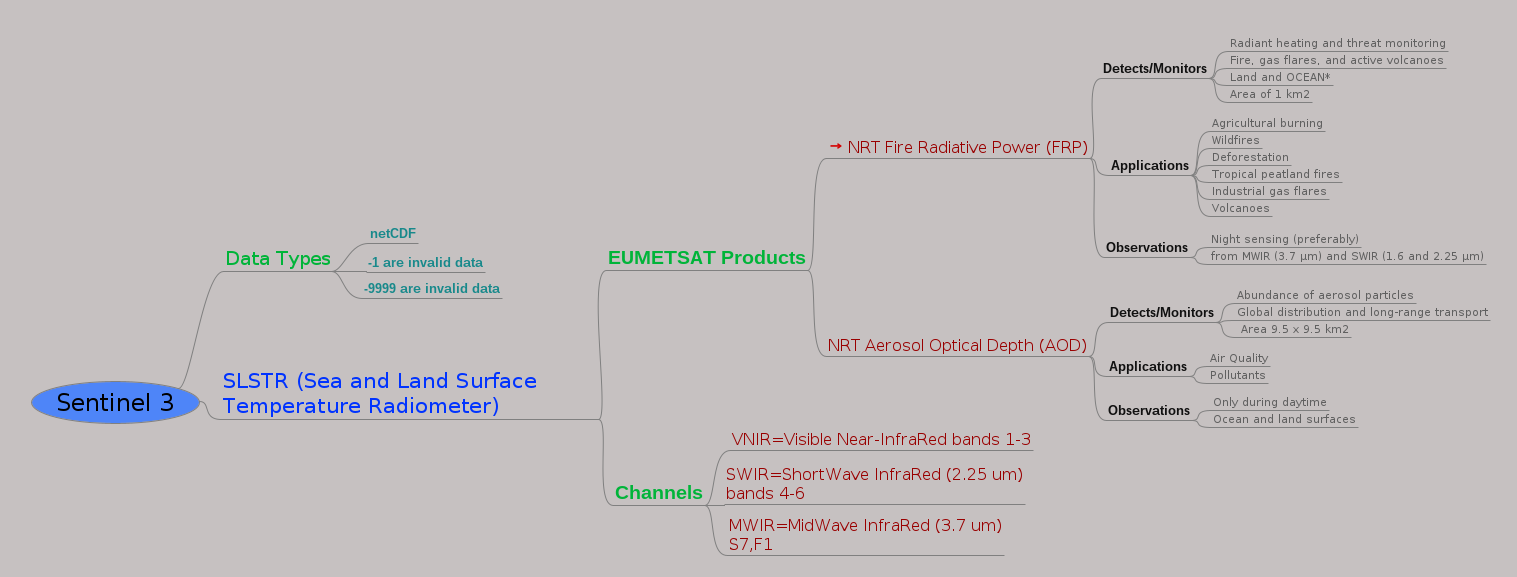 Sentinel 3
Data Types
netCDF
-1 are invalid data
-9999 are invalid data
SLSTR (Sea and Land Surface
Temperature Radiometer)
EUMETSAT Products
→ NRT Fire Radiative Power (FRP)
Detects/Monitors
Radiant heating and threat monitoring
Fire, gas flares, and active volcanoes
Land and OCEAN*
Area of 1 km2
Applications
Agricultural burning
Wildfires
Deforestation
Tropical peatland fires
Industrial gas flares
Volcanoes
Observations
Night sensing (preferably)
from MWIR (3.7 µm) and SWIR (1.6 and 2.25 µm)
NRT Aerosol Optical Depth (AOD)
Detects/Monitors
Abundance of aerosol particles
Global distribution and long-range transport
Area 9.5 x 9.5 km2
Applications
Air Quality
Pollutants
Observations
Only during daytime
Ocean and land surfaces
Channels
VNIR=Visible Near-InfraRed bands 1-3
SWIR=ShortWave InfraRed (2.25 um)
bands 4-6
MWIR=MidWave InfraRed (3.7 um)
S7,F1